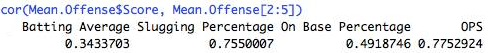 cor(Mean.Offense$Score, Mean.Offense[2:5])
Batting Average Slugging Percentage On Base Percentage OPS
0.3433703 0.7550007 0.4918746 0.7752924